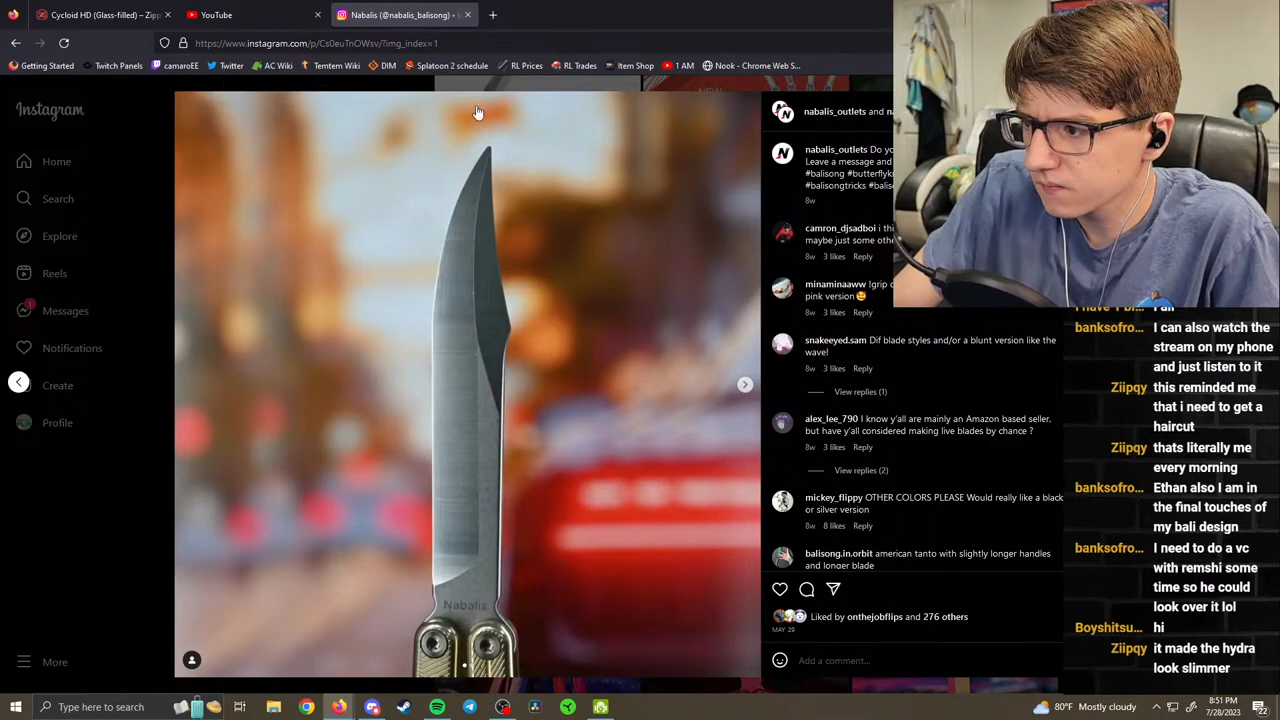 Cycloid HD (Glass-filled) – Zipp
YouTube
Nabalis (@nabalis_balisong) •
https://www.instagram.com/p/Cs0euTnOWsv/?img_index=1
Getting Started
Twitch Panels
camaroEE
Twitter
AC Wiki
Temtem Wiki
DIM
Splatoon 2 schedule
RL Prices
RL Trades
Item Shop
1 AM
Nook - Chrome Web S...
Instagram
Home
Search
Explore
Reels
1
Messages
Notifications
Create
Profile
More
Nabalis
nabalis_outlets and
nabalis_outlets Do
Leave a message and
#balisong
#balisongtricks
8w
camron_djsadboi i
maybe just some
8w 3 likes Reply
minaminaaww !grip
pink version
8w 3 likes Reply
snakeeyed.sam Dif blade styles and/or a blunt version like the
wave!
8w 3 likes Reply
View replies (1)
alex_lee_790 I know y'all are mainly an Amazon based seller,
but have y'all considered making live blades by chance ?
8w 3 likes Reply
View replies (2)
mickey_flippy OTHER COLORS PLEASE Would really like a black
or silver version
8w 8 likes Reply
balisong.in.orbit american tanto with slightly longer handles
and longer blade
Liked by onthejobflips and 276 others
MAY 29
Add a comment...
banksofro... I can also watch the
stream on my phone
and just listen to it
Ziipqy this reminded me
that i need to get a
haircut
Ziipqy thats literally me
every morning
banksofro... Ethan also I am in
the final touches of
my bali design
banksofro... I need to do a vc
with remshi some
time so he could
look over it lol
Boyshitsu... hi
Ziipqy it made the hydra
look slimmer
Type here to search
80°F Mostly cloudy
8:51 PM
7/28/2023
22